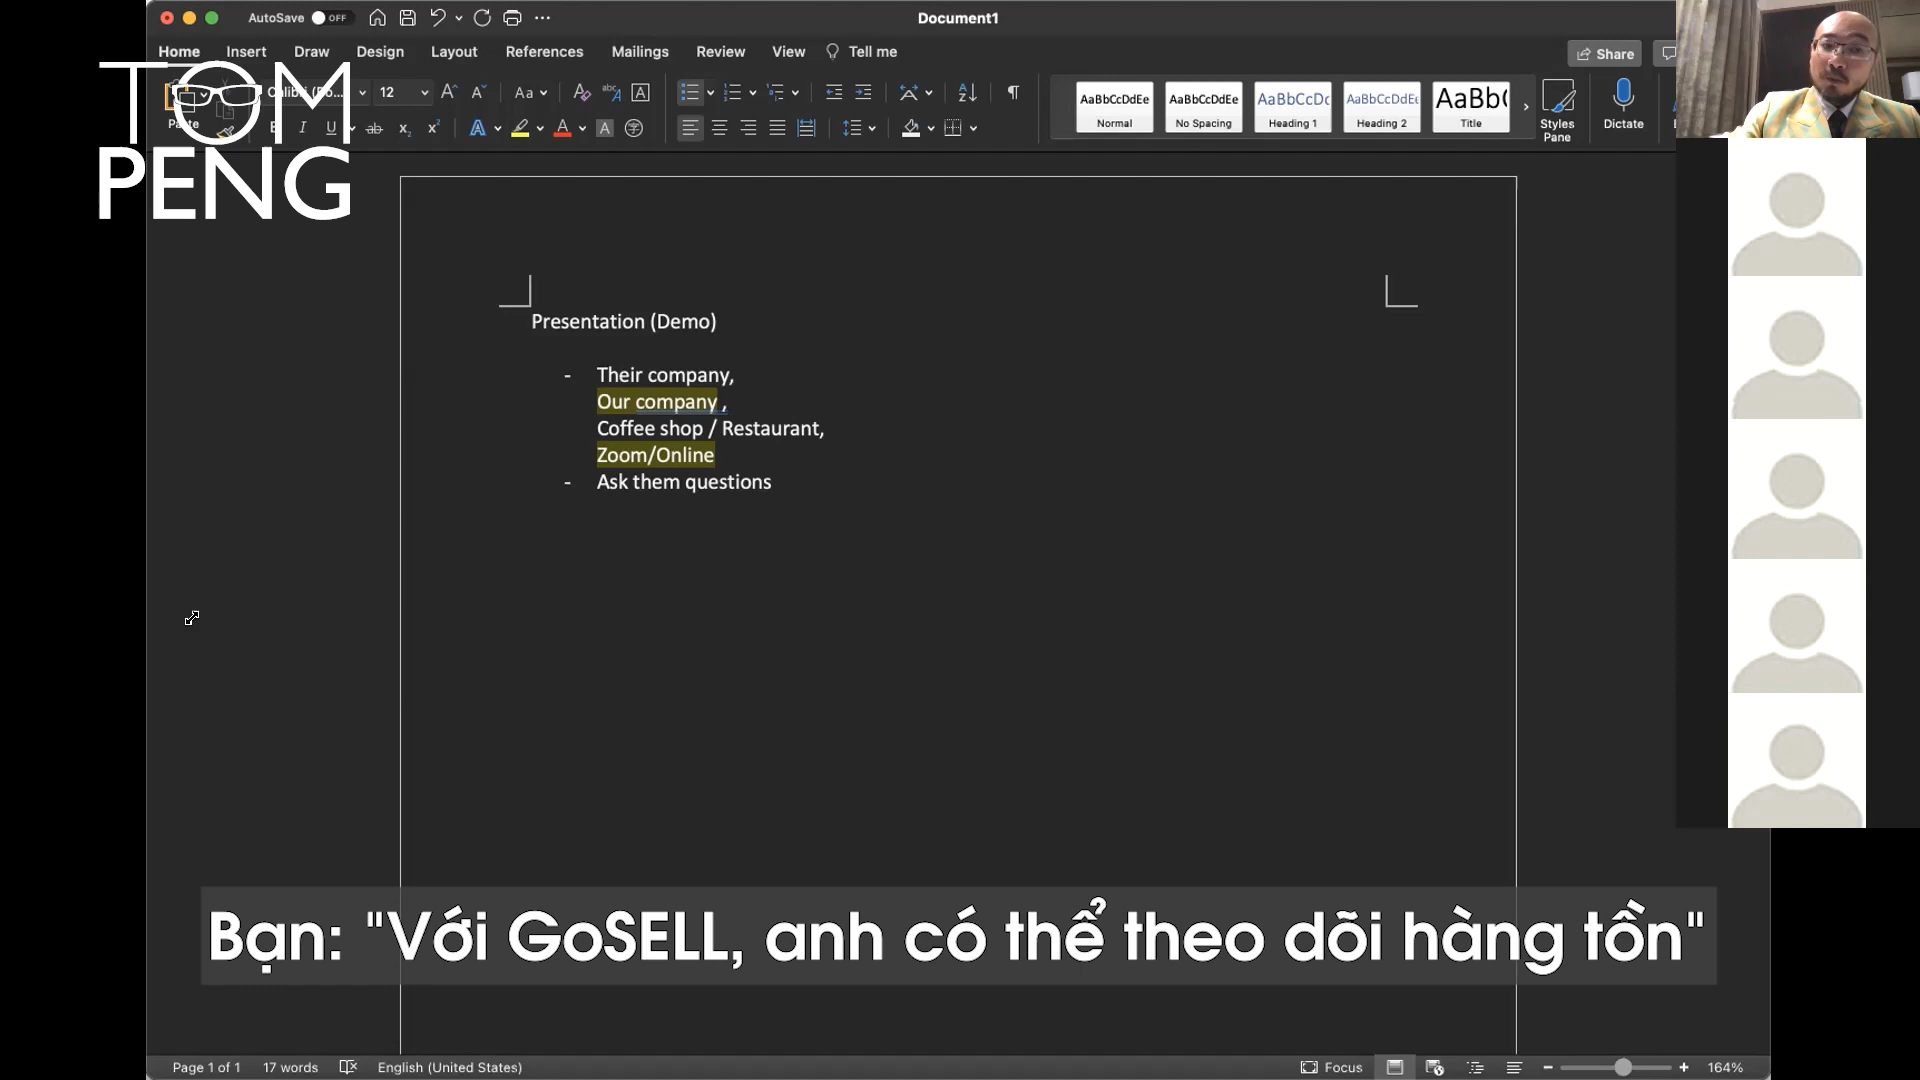 AutoSave OFF
Document1
Home Insert Draw Design Layout References Mailings Review View Tell me
Share
TOM
PENG
12
Aa
AaBbCcDdEe AaBbCcDdEe AaBbCcDc AaBbCcDdEe AaBb(
Normal No Spacing Heading 1 Heading 2 Title
Styles Pane
Dictate
Paste
Presentation (Demo)
- Their company,
Our company ,
Coffee shop / Restaurant,
Zoom/Online
- Ask them questions
Bạn: "Với GoSELL, anh có thể theo dõi hàng tồn"
Page 1 of 1 17 words English (United States) Focus 164%